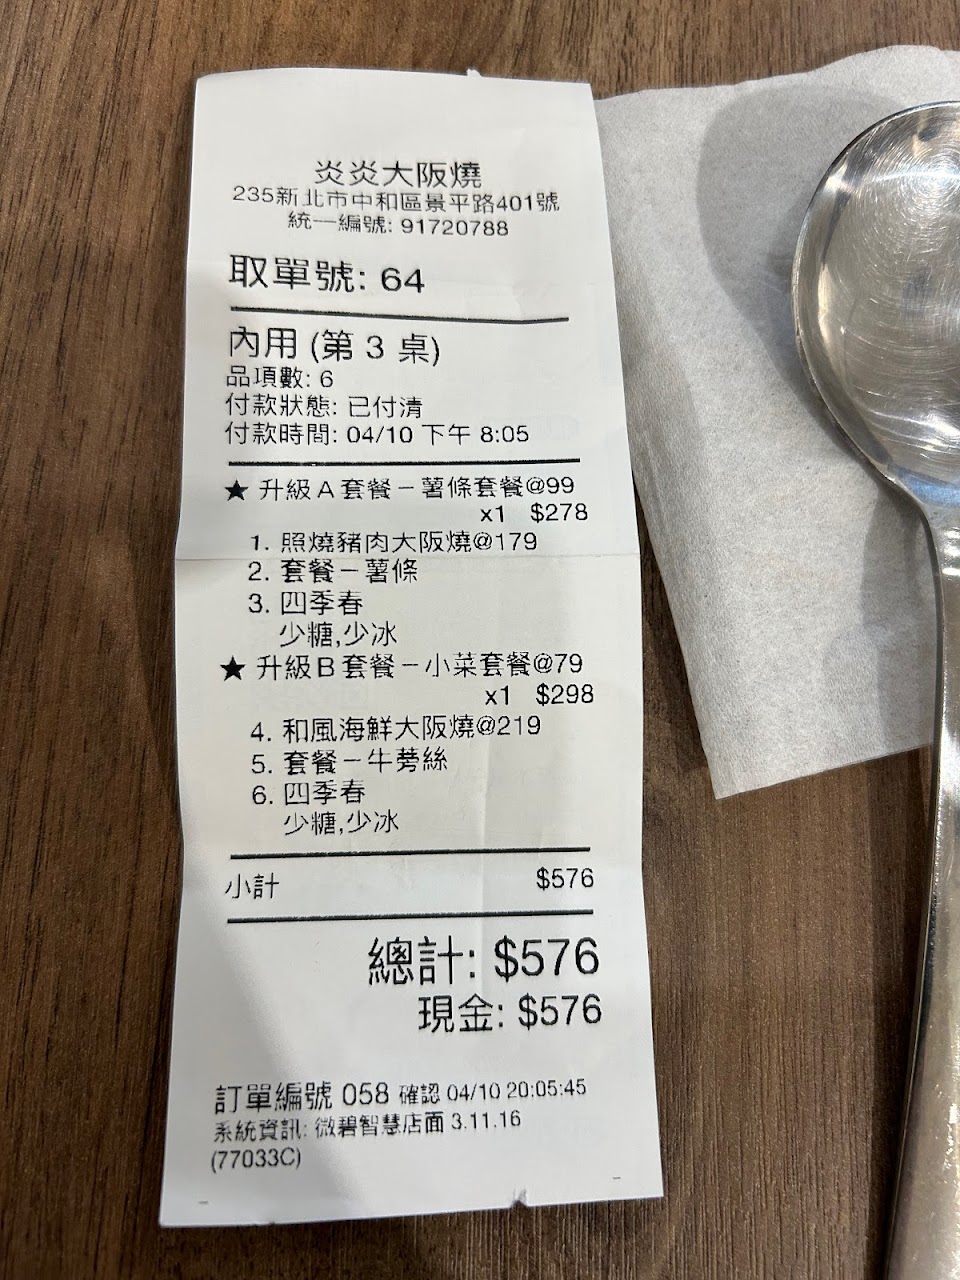 炎炎大阪燒
235新北市中和區景平路401號
統一編號: 91720788
取單號: 64
內用 (第 3 桌)
品項數: 6
付款狀態: 已付清
付款時間: 04/10 下午 8:05
★ 升級A套餐－薯條套餐@99
x1 $278
1. 照燒豬肉大阪燒@179
2. 套餐－薯條
3. 四季春
少糖,少冰
★ 升級B套餐－小菜套餐@79
x1 $298
4. 和風海鮮大阪燒@219
5. 套餐－牛蒡絲
6. 四季春
少糖,少冰
小計 $576
總計: $576
現金: $576
訂單編號 058 確認 04/10 20:05:45
系統資訊: 微碧智慧店面 3.11.16
(77033C)